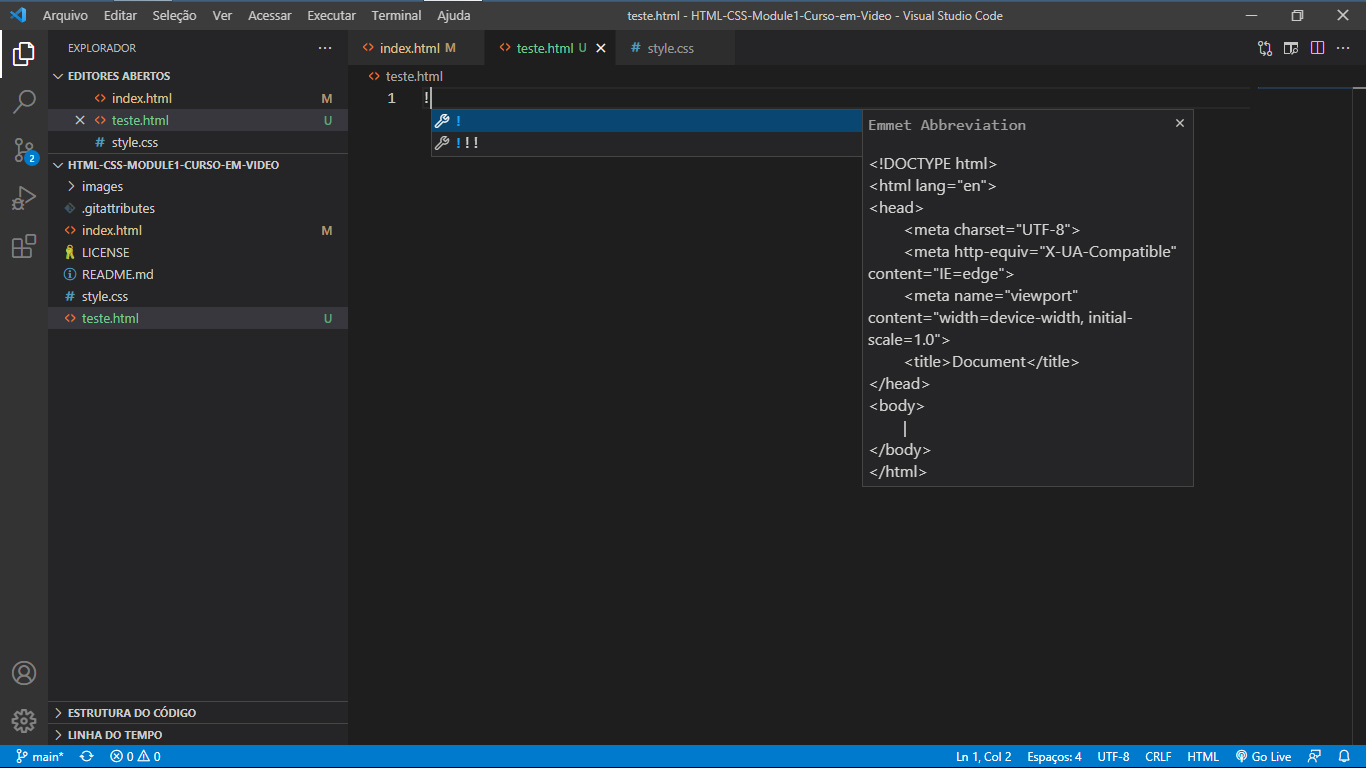 Arquivo Editar Seleção Ver Acessar Executar Terminal Ajuda
teste.html - HTML-CSS-Module1-Curso-em-Video - Visual Studio Code
EXPLORADOR
EDITORES ABERTOS
index.html M
teste.html U
style.css
HTML-CSS-MODULE1-CURSO-EM-VIDEO
images
.gitattributes
index.html M
LICENSE
README.md
style.css
teste.html U
2
ESTRUTURA DO CÓDIGO
LINHA DO TEMPO
index.html M teste.html U style.css
teste.html
1 !
!
!!!
Emmet Abbreviation
<!DOCTYPE html>
<html lang="en">
<head>
<meta charset="UTF-8">
<meta http-equiv="X-UA-Compatible"
content="IE=edge">
<meta name="viewport"
content="width=device-width, initial-
scale=1.0">
<title>Document</title>
</head>
<body>
|
</body>
</html>
main* 0 0 Ln 1, Col 2 Espaços: 4 UTF-8 CRLF HTML Go Live